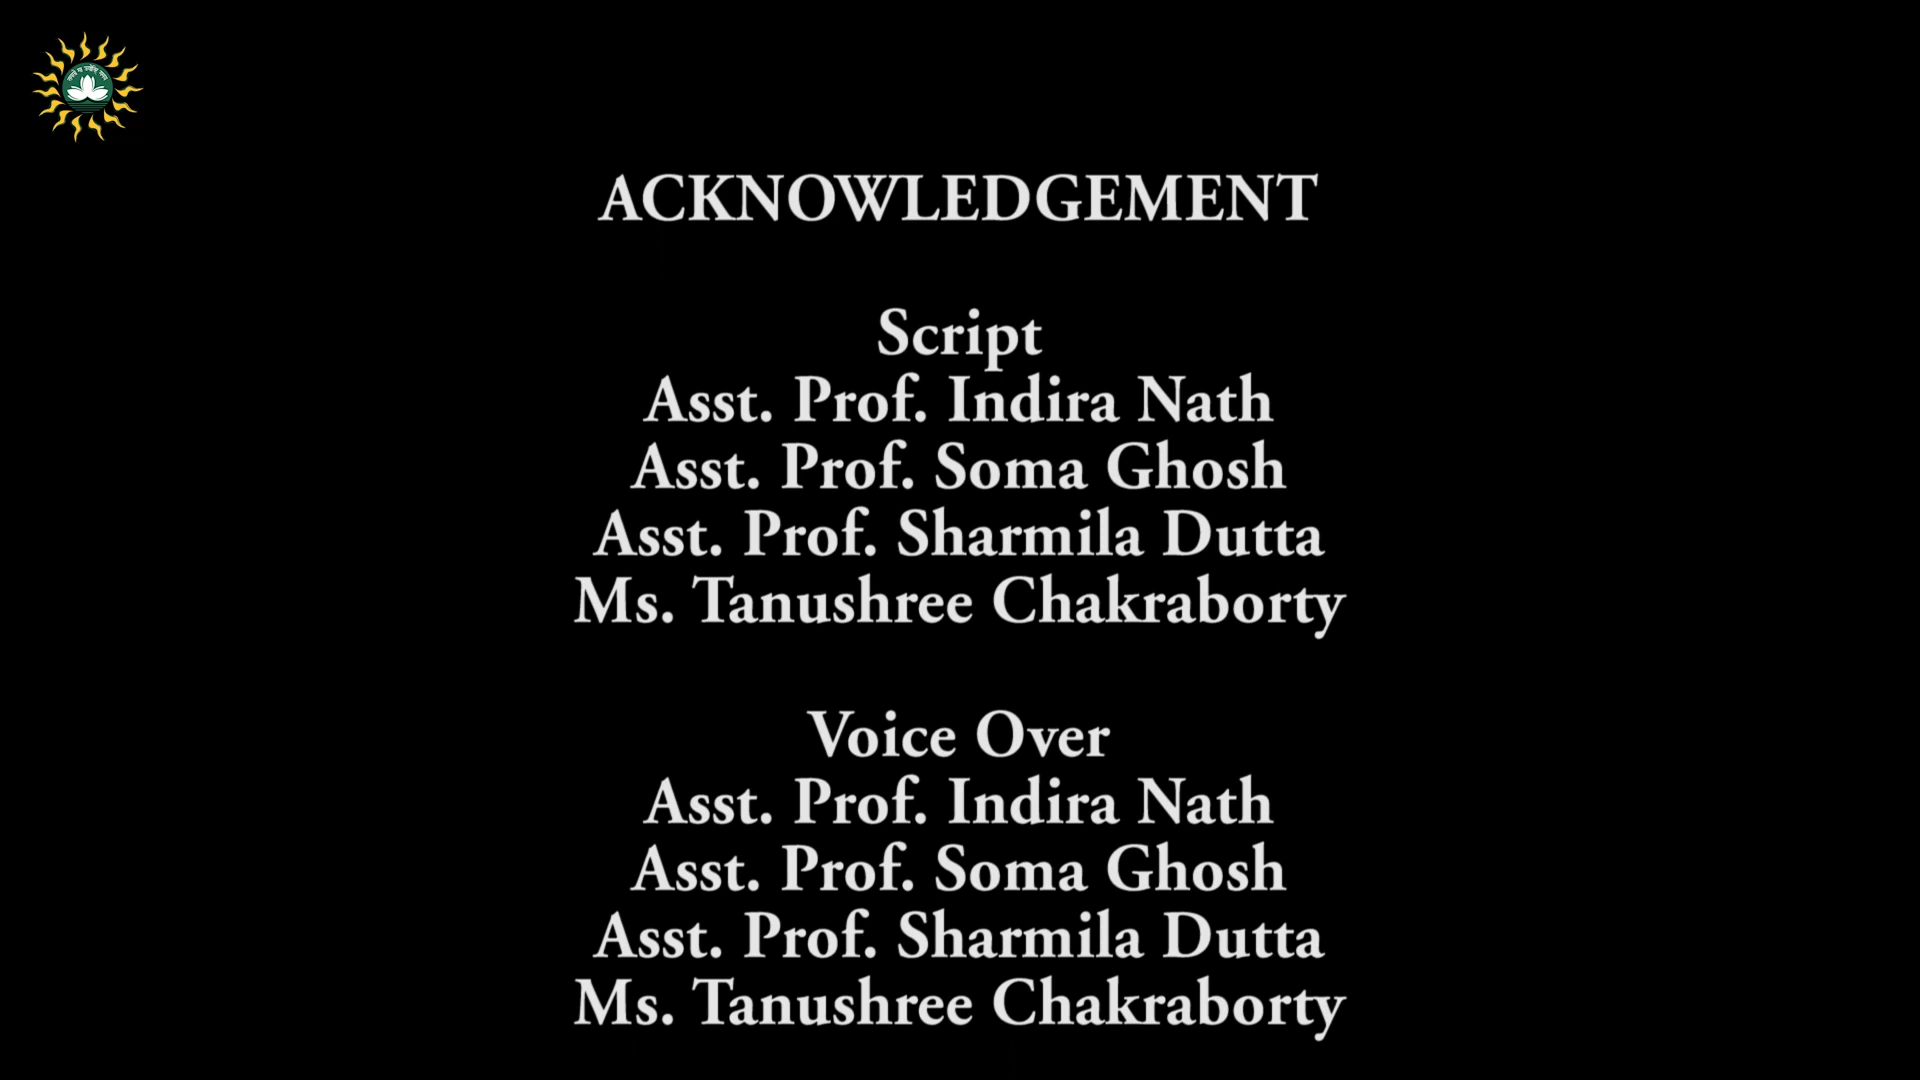 ACKNOWLEDGEMENT
Script
Asst. Prof. Indira Nath
Asst. Prof. Soma Ghosh
Asst. Prof. Sharmila Dutta
Ms. Tanushree Chakraborty
Voice Over
Asst. Prof. Indira Nath
Asst. Prof. Soma Ghosh
Asst. Prof. Sharmila Dutta
Ms. Tanushree Chakraborty